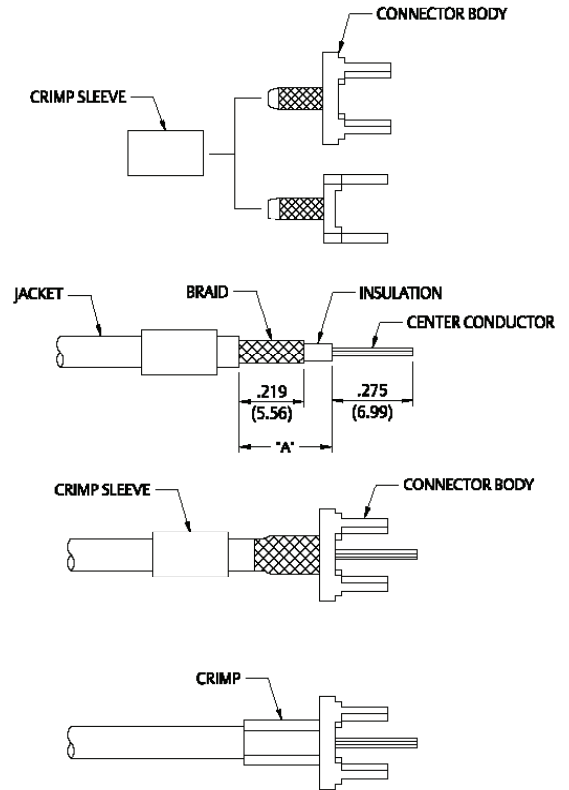 CONNECTOR BODY
CRIMP SLEEVE
JACKET
BRAID
INSULATION
CENTER CONDUCTOR
.219
(5.56)
.275
(6.99)
"A"
CRIMP SLEEVE
CONNECTOR BODY
CRIMP